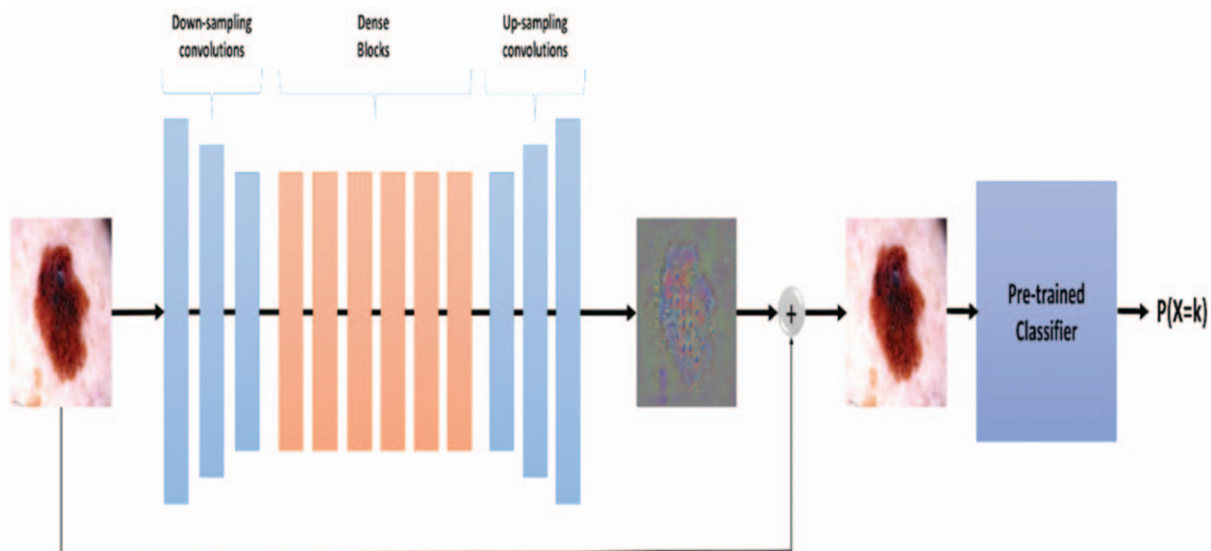 Down-sampling
convolutions
Dense
Blocks
Up-sampling
convolutions
+
Pre-trained
Classifier
P(X=k)